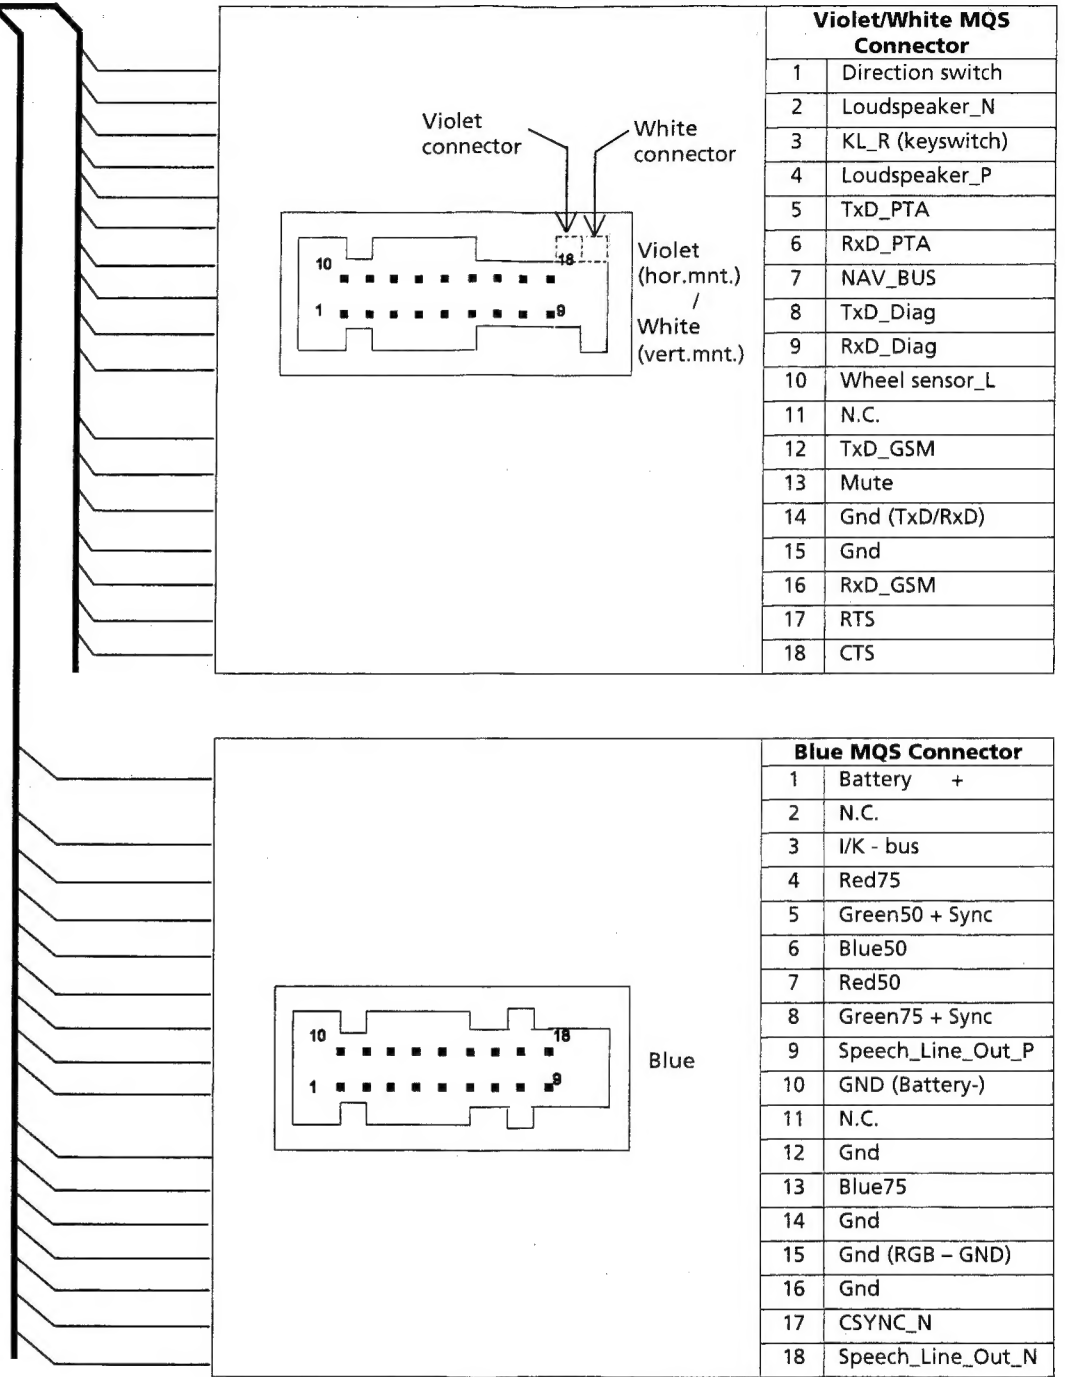 Violet/White MQS
Connector
1 Direction switch
2 Loudspeaker_N
3 KL_R (keyswitch)
4 Loudspeaker_P
5 TxD_PTA
6 RxD_PTA
7 NAV_BUS
8 TxD_Diag
9 RxD_Diag
10 Wheel sensor_L
11 N.C.
12 TxD_GSM
13 Mute
14 Gnd (TxD/RxD)
15 Gnd
16 RxD_GSM
17 RTS
18 CTS
Violet
connector
White
connector
10
18
1
9
Violet
(hor.mnt.)
/
White
(vert.mnt.)
Blue MQS Connector
1 Battery +
2 N.C.
3 I/K - bus
4 Red75
5 Green50 + Sync
6 Blue50
7 Red50
8 Green75 + Sync
9 Speech_Line_Out_P
10 GND (Battery-)
11 N.C.
12 Gnd
13 Blue75
14 Gnd
15 Gnd (RGB – GND)
16 Gnd
17 CSYNC_N
18 Speech_Line_Out_N
10
18
1
9
Blue